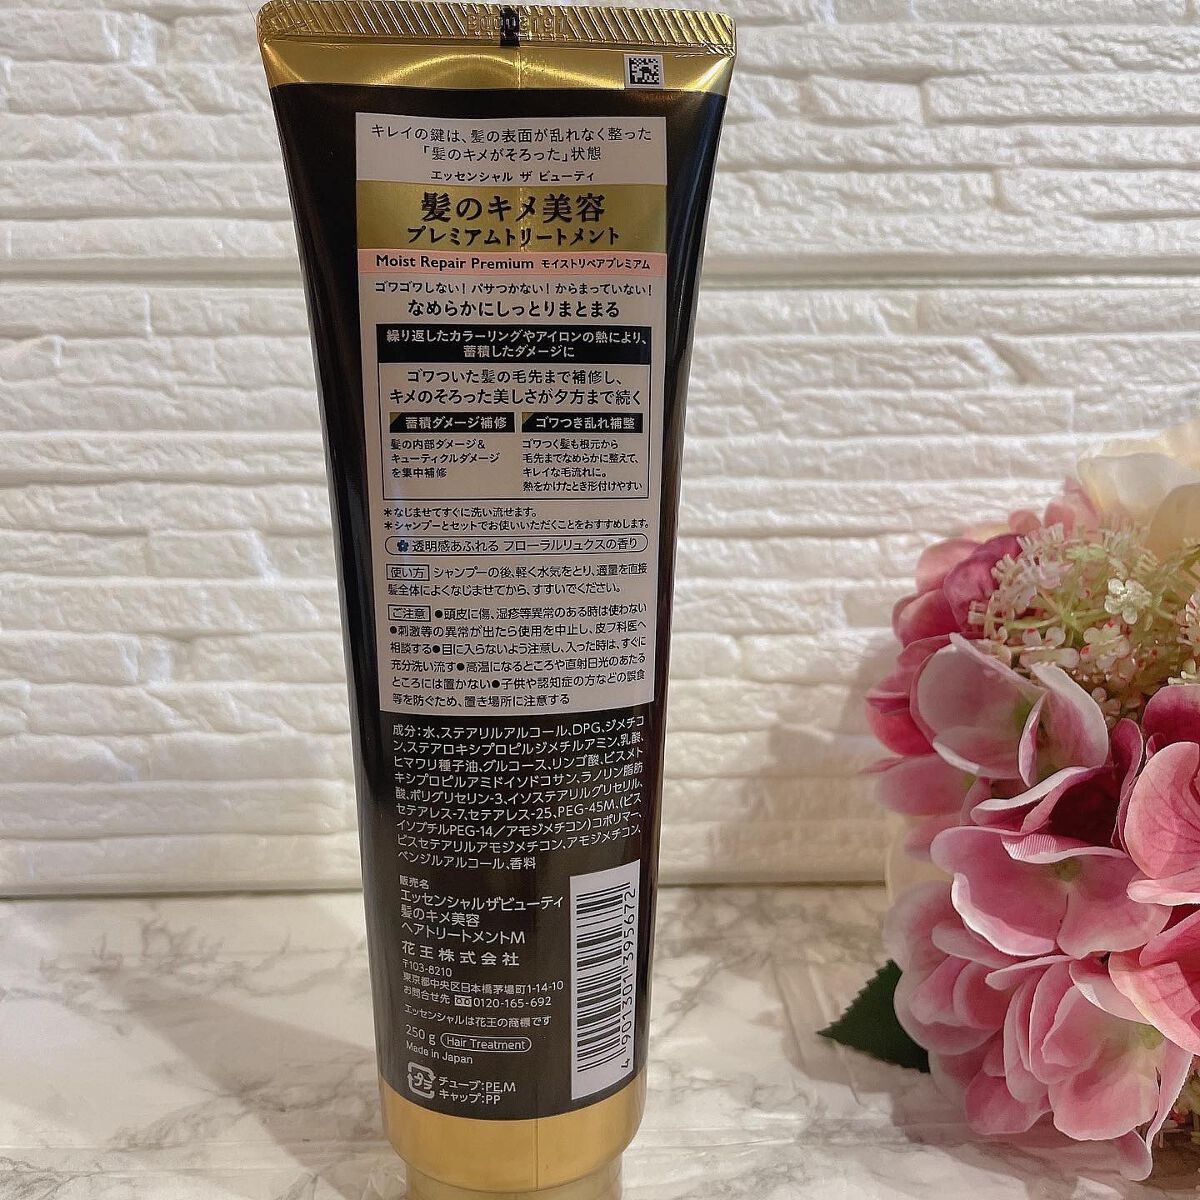 キレイの鍵は、髪の表面が乱れなく整った
「髪のキメがそろった」状態
エッセンシャル ザ ビューティ
髪のキメ美容
プレミアムトリートメント
Moist Repair Premium モイストリペアプレミアム
ゴワゴワしない！パサつかない！からまっていない！
なめらかにしっとりまとまる
繰り返したカラーリングやアイロンの熱により、
蓄積したダメージに
ゴワついた髪の毛先まで補修し、
キメのそろった美しさが夕方まで続く
蓄積ダメージ補修
髪の内部ダメージ&
キューティクルダメージ
を集中補修
ゴワつき乱れ補整
ゴワつく髪も根元から
毛先までなめらかに整えて、
キレイな毛流れに。
熱をかけたとき形付けやすい
*なじませてすぐに洗い流せます。
*シャンプーとセットでお使いいただくことをおすすめします。
透明感あふれる フローラルリュクスの香り
使い方 シャンプーの後、軽く水気をとり、適量を直接
髪全体によくなじませてから、すすいでください。
ご注意 ●頭皮に傷、湿疹等異常のある時は使わない
●刺激等の異常が出たら使用を中止し、皮フ科医へ
相談する●目に入らないよう注意し、入った時は、すぐに
充分洗い流す●高温になるところや直射日光のあたる
ところには置かない●子供や認知症の方などの誤食
等を防ぐため、置き場所に注意する
成分：水、ステアリルアルコール、DPG、ジメチコ
ン、ステアロキシプロピルジメチルアミン、乳酸、
ヒマワリ種子油、グルコース、リンゴ酸、ビスメト
キシプロピルアミドイソドコサン、ラノリン脂肪
酸、ポリグリセリン-3、イソステアリルグリセリル、
セテアレス-7、セテアレス-25、PEG-45M、(ビス
イソブチルPEG-14／アモジメチコン)コポリマー、
ビスセテアリルアモジメチコン、アモジメチコン、
ベンジルアルコール、香料
販売名
エッセンシャルザビューティ
髪のキメ美容
ヘアトリートメントM
花王株式会社
〒103-8210
東京都中央区日本橋茅場町1-14-10
お問合せ先 0120-165-692
エッセンシャルは花王の商標です
250g Hair Treatment
Made in Japan
プラ チューブ:PE,M
キャップ:PP
4 901301 395672